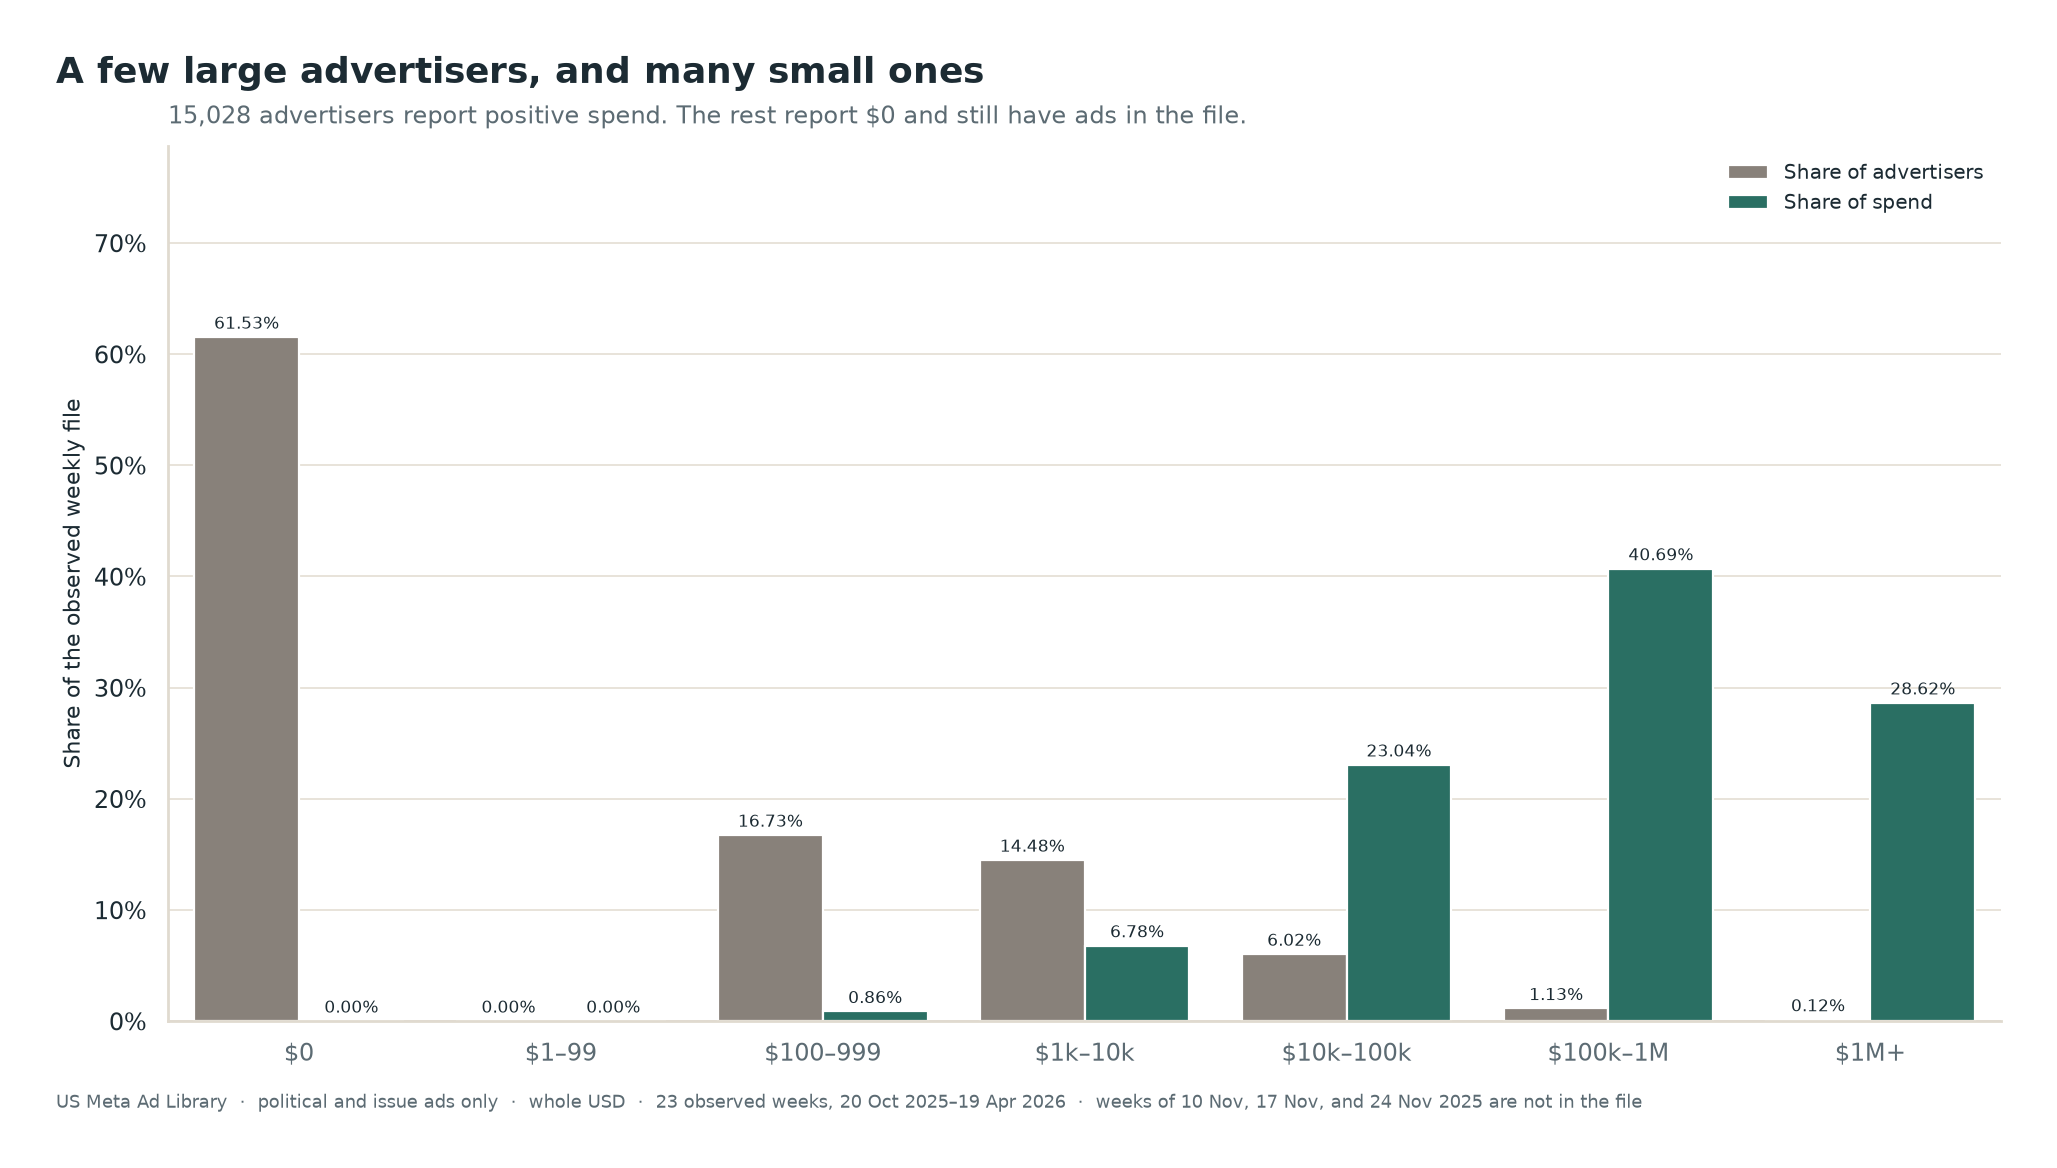 A few large advertisers, and many small ones
15,028 advertisers report positive spend. The rest report $0 and still have ads in the file.
Share of advertisers
Share of spend
Share of the observed weekly file
70%
60%
50%
40%
30%
20%
10%
0%
61.53%
0.00%
0.00%
0.00%
16.73%
0.86%
14.48%
6.78%
6.02%
23.04%
1.13%
40.69%
0.12%
28.62%
$0
$1–99
$100–999
$1k–10k
$10k–100k
$100k–1M
$1M+
US Meta Ad Library · political and issue ads only · whole USD · 23 observed weeks, 20 Oct 2025–19 Apr 2026 · weeks of 10 Nov, 17 Nov, and 24 Nov 2025 are not in the file